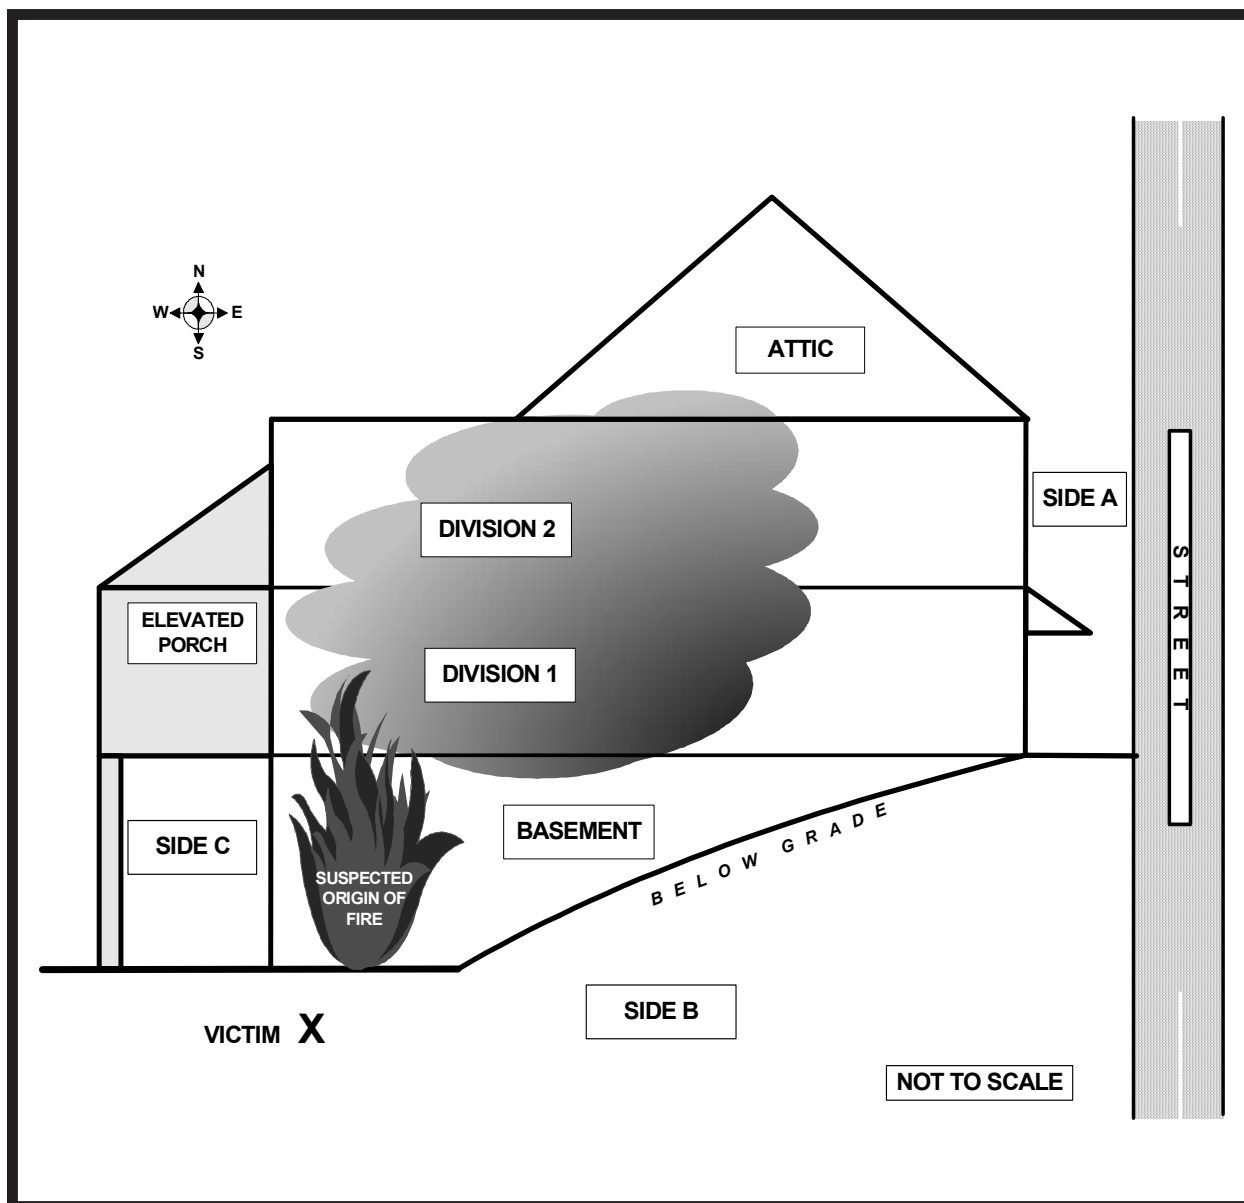 N
W E
S
ATTIC
SIDE A
DIVISION 2
STREET
ELEVATED
PORCH
DIVISION 1
SIDE C
BASEMENT
BELOW GRADE
SUSPECTED
ORIGIN OF
FIRE
SIDE B
VICTIM X
NOT TO SCALE